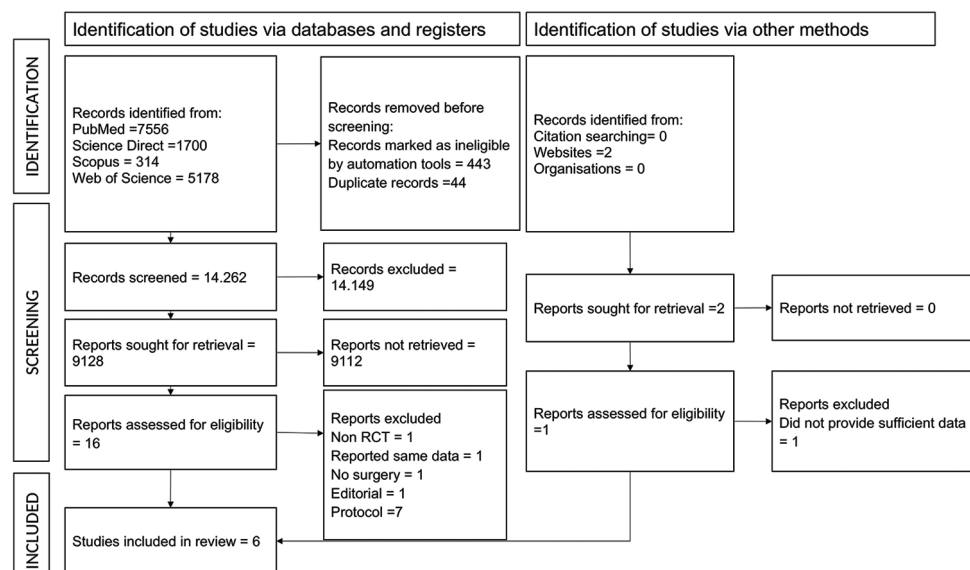 Identification of studies via databases and registers
Identification of studies via other methods
IDENTIFICATION
Records identified from:
PubMed =7556
Science Direct =1700
Scopus = 314
Web of Science = 5178
Records removed before
screening:
Records marked as ineligible
by automation tools = 443
Duplicate records =44
Records identified from:
Citation searching= 0
Websites =2
Organisations = 0
SCREENING
Records screened = 14.262
Records excluded =
14.149
Reports sought for retrieval =
9128
Reports not retrieved =
9112
Reports sought for retrieval =2
Reports not retrieved = 0
Reports assessed for eligibility
= 16
Reports excluded
Non RCT = 1
Reported same data = 1
No surgery = 1
Editorial = 1
Protocol =7
Reports assessed for eligibility
=1
Reports excluded
Did not provide sufficient data
= 1
INCLUDED
Studies included in review = 6